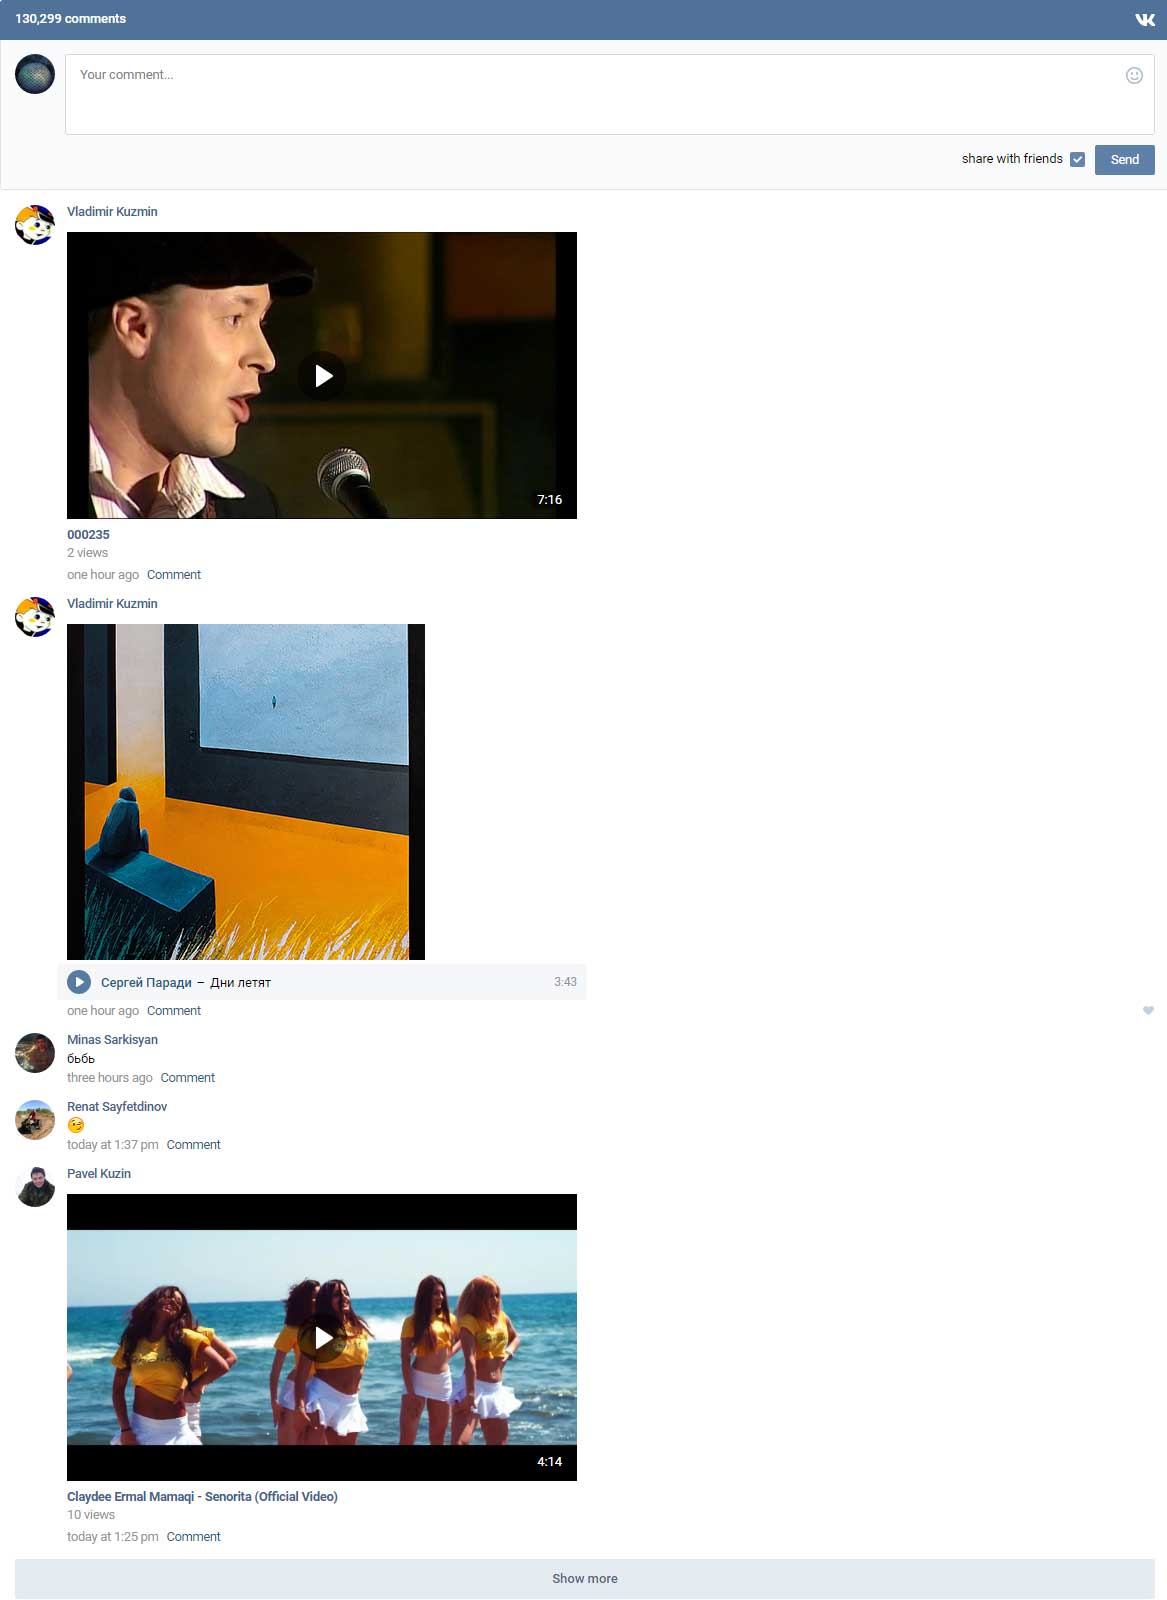 130,299 comments
Your comment...
share with friends
Send
Vladimir Kuzmin
7:16
000235
2 views
one hour ago Comment
Vladimir Kuzmin
Сергей Паради – Дни летят 3:43
one hour ago Comment
Minas Sarkisyan
бьбь
three hours ago Comment
Renat Sayfetdinov
today at 1:37 pm Comment
Pavel Kuzin
4:14
Claydee Ermal Mamaqi - Senorita (Official Video)
10 views
today at 1:25 pm Comment
Show more